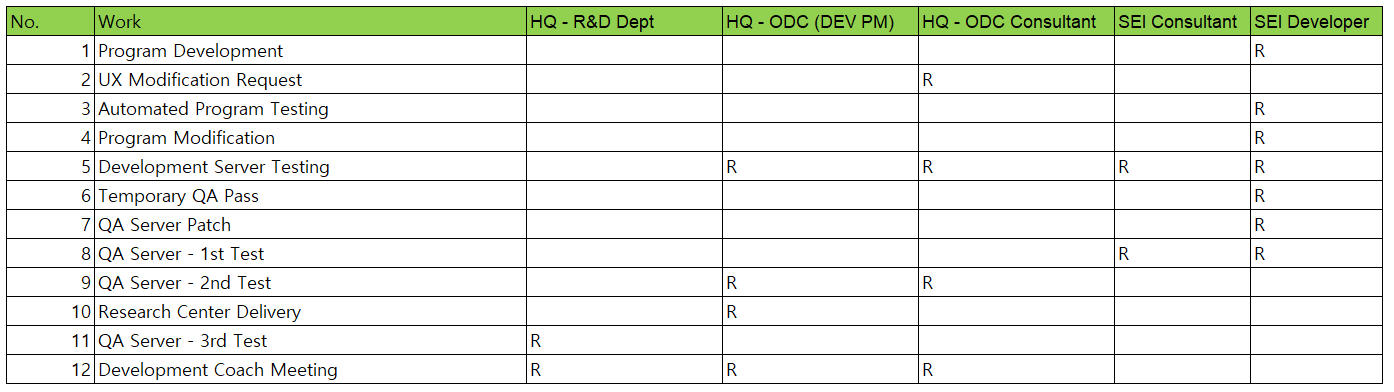 No. Work HQ - R&D Dept HQ - ODC (DEV PM) HQ - ODC Consultant SEI Consultant SEI Developer
1 Program Development R
2 UX Modification Request R
3 Automated Program Testing R
4 Program Modification R
5 Development Server Testing R R R R
6 Temporary QA Pass R
7 QA Server Patch R
8 QA Server - 1st Test R R
9 QA Server - 2nd Test R R
10 Research Center Delivery R
11 QA Server - 3rd Test R
12 Development Coach Meeting R R R